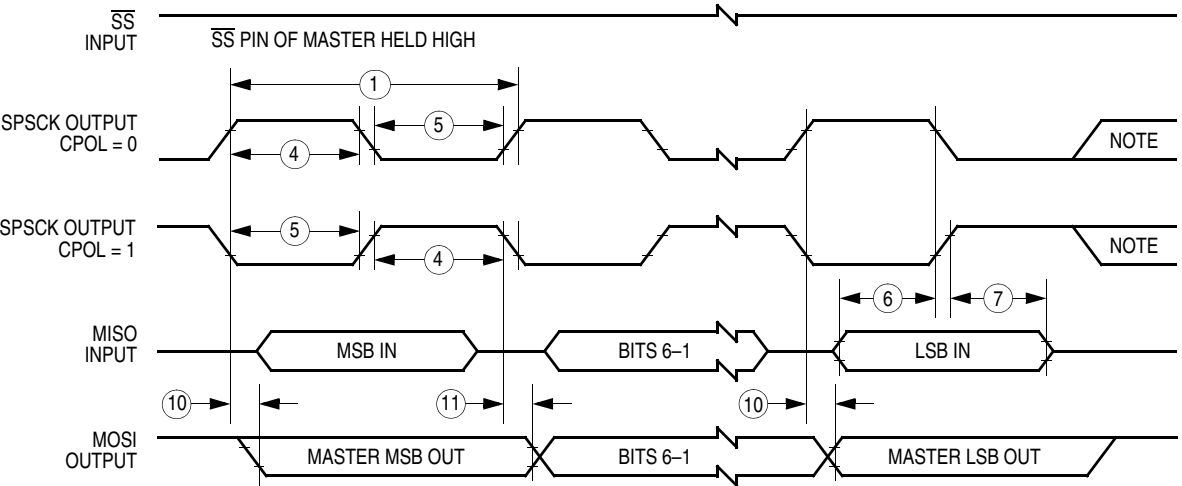 SS
INPUT
SS PIN OF MASTER HELD HIGH
1
SPSCK OUTPUT
CPOL = 0
5
4
NOTE
SPSCK OUTPUT
CPOL = 1
5
4
NOTE
6
7
MISO
INPUT
MSB IN
BITS 6–1
LSB IN
10
11
10
MOSI
OUTPUT
MASTER MSB OUT
BITS 6–1
MASTER LSB OUT